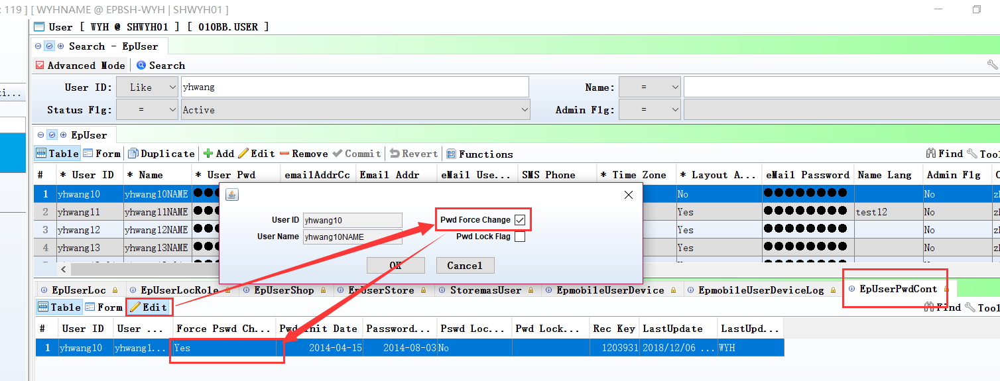 : 119 ] [ WYHNAME @ EPBSH-WYH | SHWYH01 ]
User [ WYH @ SHWYH01 ] [ 010BB.USER ]
Search - EpUser
Advanced Mode Search
User ID: Like yhwang Name: =
Status Flg: = Active Admin Flg: =
EpUser
Table Form Duplicate Add Edit Remove Commit Revert Functions Find
# * User ID * Name * User Pwd emailAddrCc Email Addr eMail Use... SMS Phone * Time Zone * Layout A... eMail Password Name Lang Admin Flg
1 yhwang10 yhwang10NAME No No
2 yhwang11 yhwang11NAME Yes test12 No
3 yhwang12 yhwang12NAME Yes No
4 yhwang13 yhwang13NAME Yes No
User ID yhwang10 Pwd Force Change
User Name yhwang10NAME Pwd Lock Flag
OK Cancel
EpUserLoc EpUserLocRole EpUserShop EpUserStore StoremasUser EpmobileUserDevice EpmobileUserDeviceLog EpUserPwdCont
Table Form Edit Find
# User ID User ... Force Pswd Ch... Pwd Init Date Password... Pswd Loc... Pwd Lock... Rec Key LastUpdate LastUpd...
1 yhwang10 yhwang1... Yes 2014-04-15 2014-08-03 No 1203931 2018/12/06 ... WYH